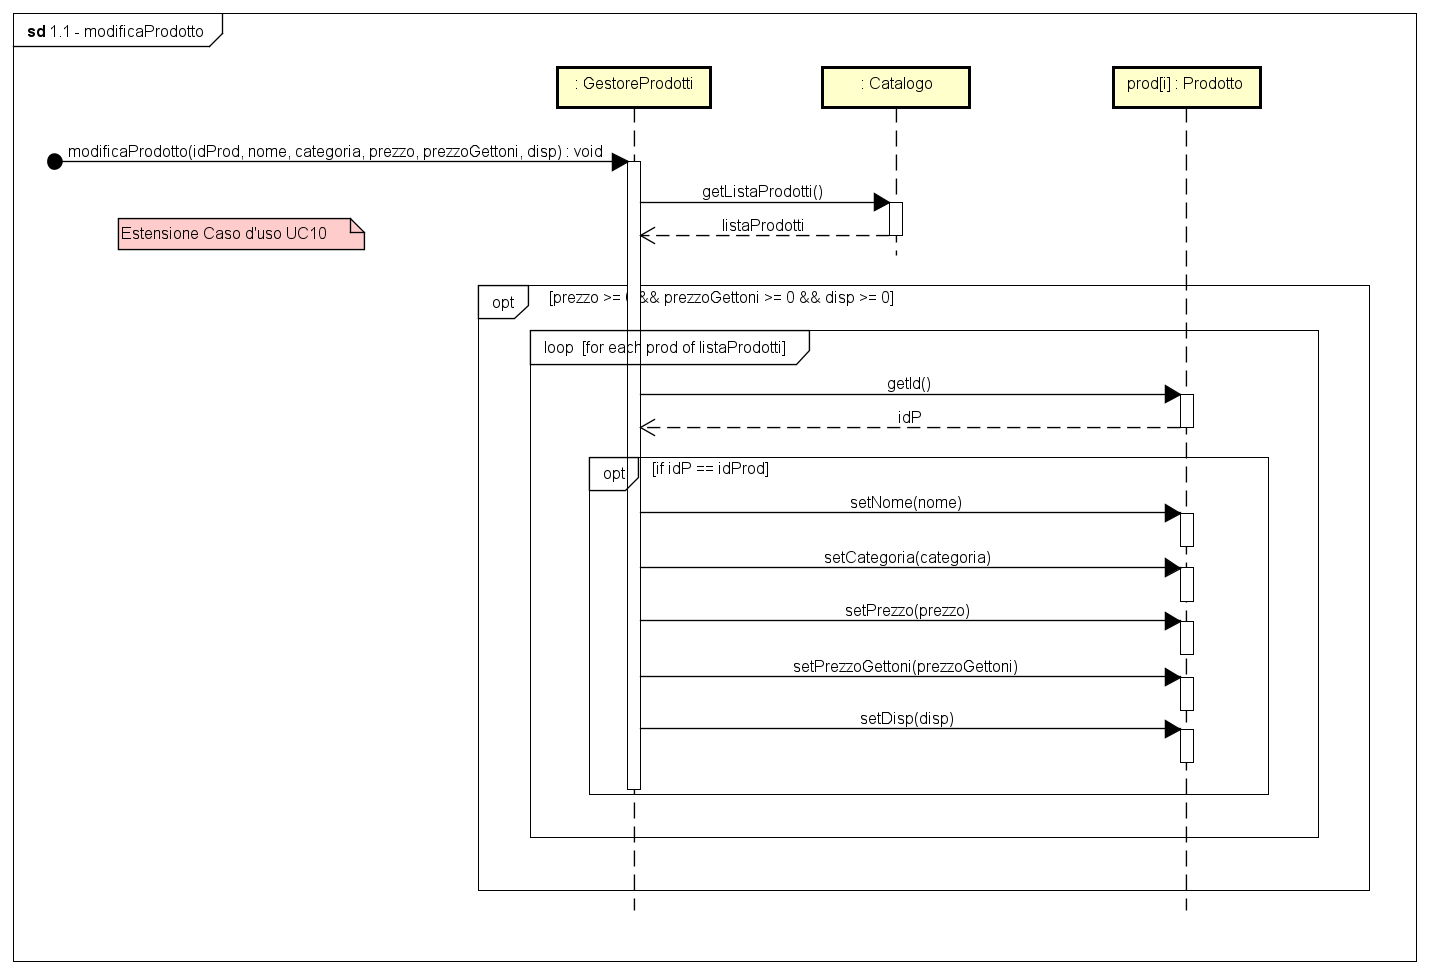 sd 1.1 - modificaProdotto
: GestoreProdotti
: Catalogo
prod[i] : Prodotto
modificaProdotto(idProd, nome, categoria, prezzo, prezzoGettoni, disp) : void
getListaProdotti()
listaProdotti
Estensione Caso d'uso UC10
opt [prezzo >= 0 && prezzoGettoni >= 0 && disp >= 0]
loop [for each prod of listaProdotti]
getId()
idP
opt [if idP == idProd]
setNome(nome)
setCategoria(categoria)
setPrezzo(prezzo)
setPrezzoGettoni(prezzoGettoni)
setDisp(disp)